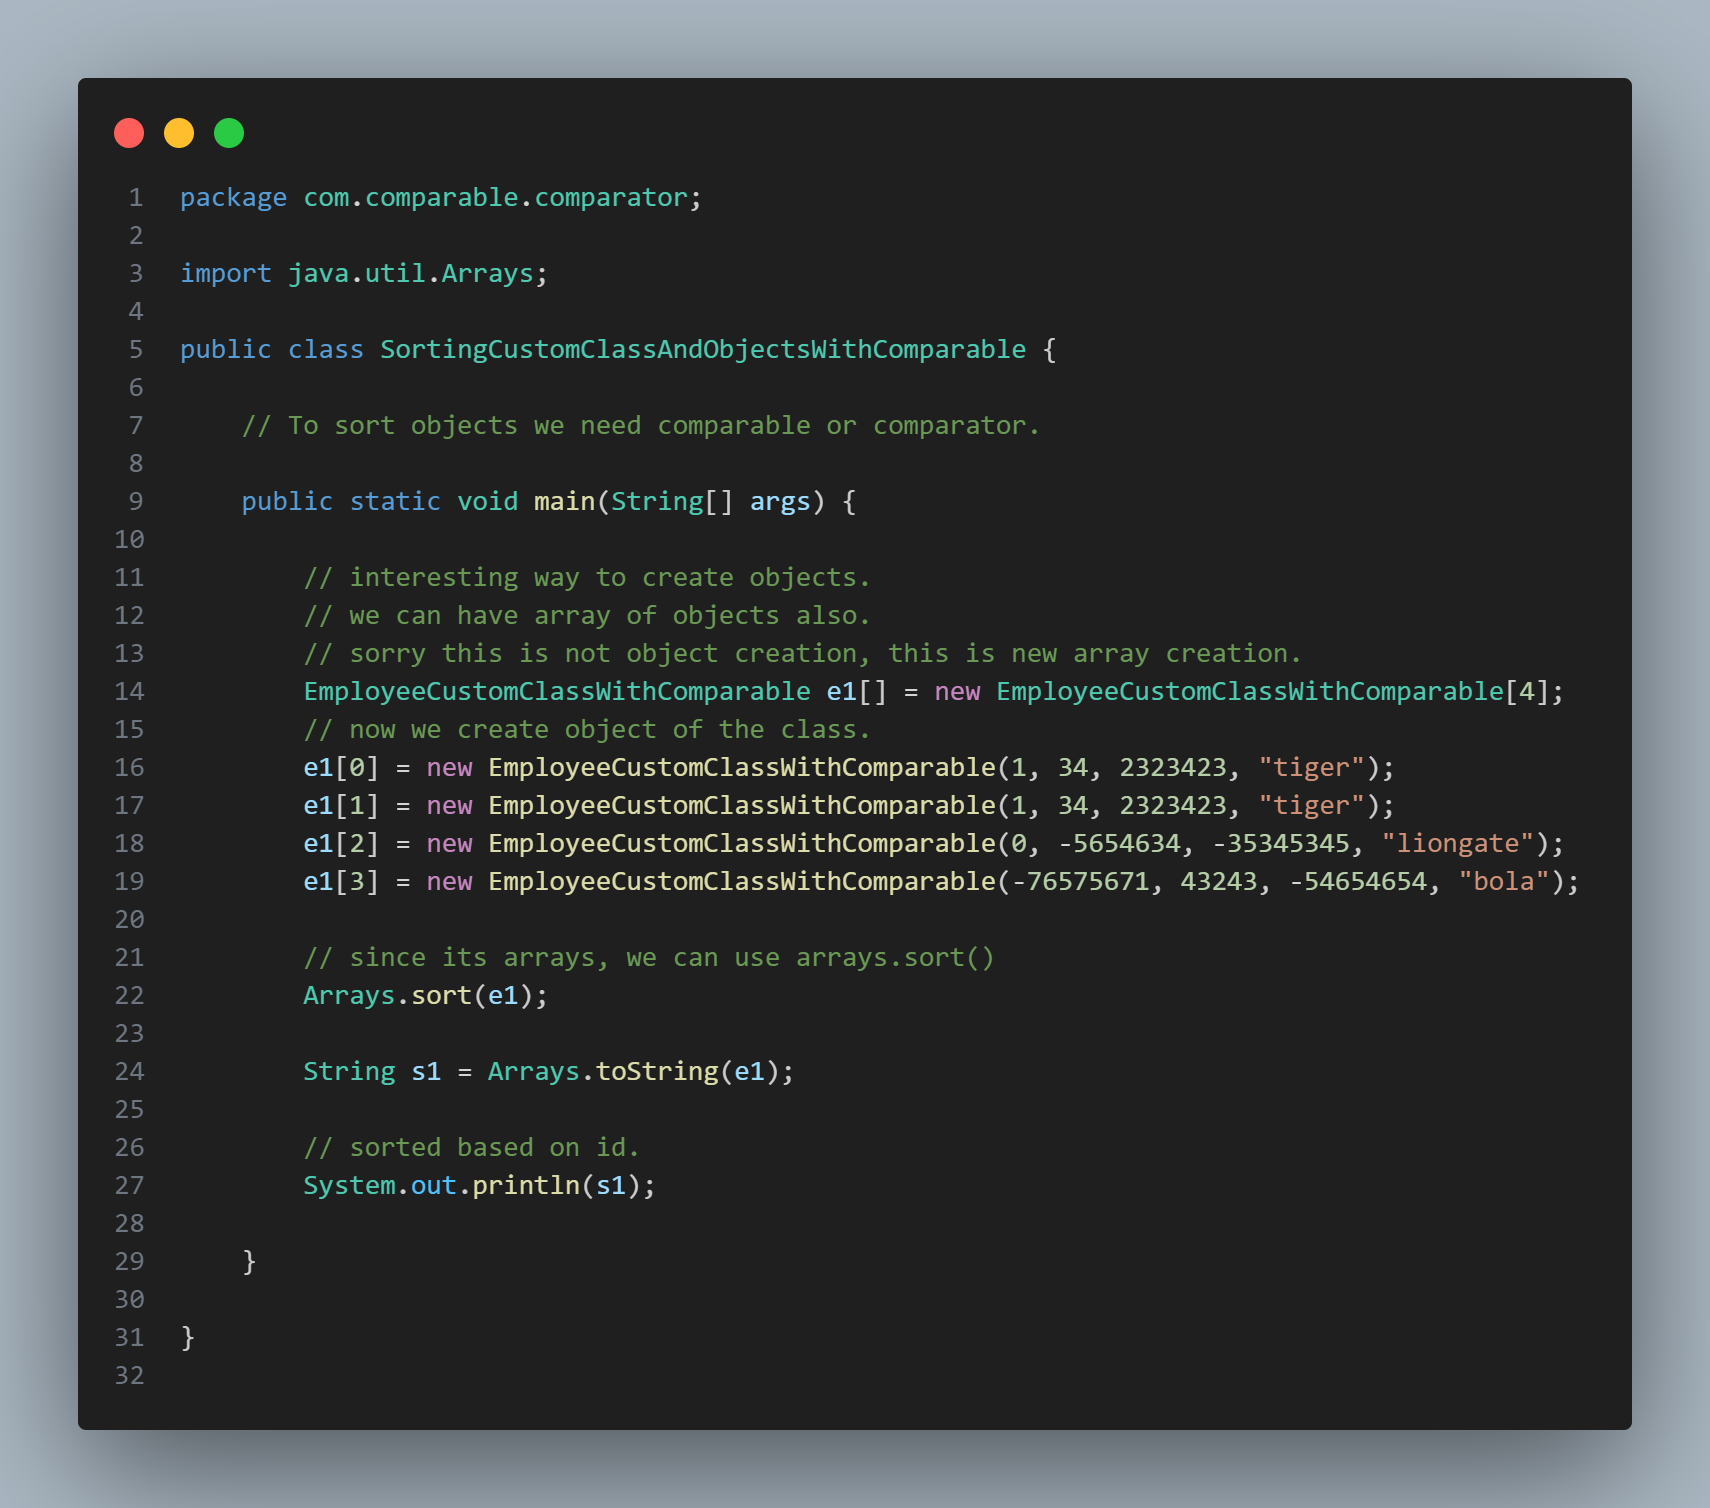 1 package com.comparable.comparator;
2
3 import java.util.Arrays;
4
5 public class SortingCustomClassAndObjectsWithComparable {
6
7     // To sort objects we need comparable or comparator.
8
9     public static void main(String[] args) {
10
11         // interesting way to create objects.
12         // we can have array of objects also.
13         // sorry this is not object creation, this is new array creation.
14         EmployeeCustomClassWithComparable e1[] = new EmployeeCustomClassWithComparable[4];
15         // now we create object of the class.
16         e1[0] = new EmployeeCustomClassWithComparable(1, 34, 2323423, "tiger");
17         e1[1] = new EmployeeCustomClassWithComparable(1, 34, 2323423, "tiger");
18         e1[2] = new EmployeeCustomClassWithComparable(0, -5654634, -35345345, "liongate");
19         e1[3] = new EmployeeCustomClassWithComparable(-76575671, 43243, -54654654, "bola");
20
21         // since its arrays, we can use arrays.sort()
22         Arrays.sort(e1);
23
24         String s1 = Arrays.toString(e1);
25
26         // sorted based on id.
27         System.out.println(s1);
28
29     }
30
31 }
32